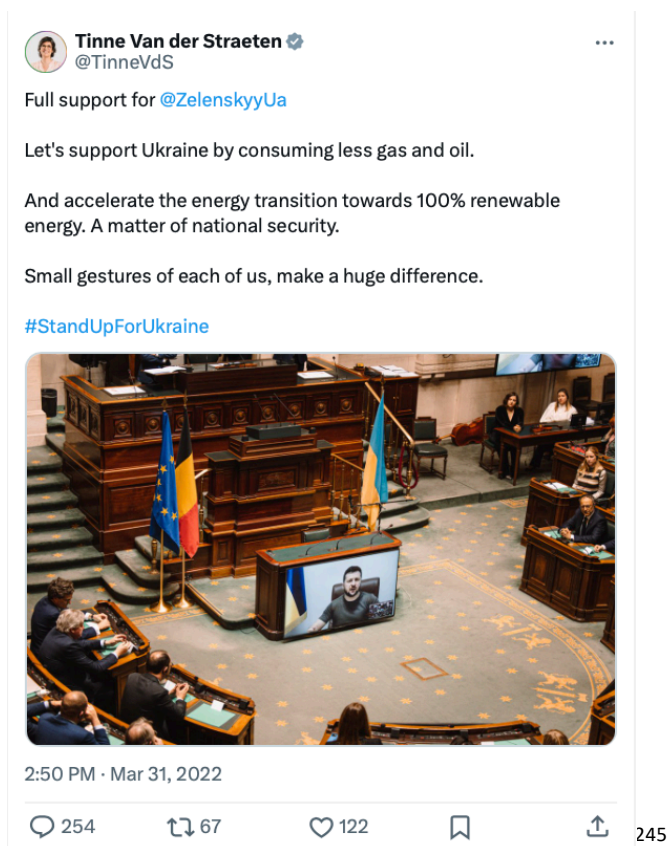 Tinne Van der Straeten
@TinneVdS
Full support for @ZelenskyyUa
Let's support Ukraine by consuming less gas and oil.
And accelerate the energy transition towards 100% renewable
energy. A matter of national security.
Small gestures of each of us, make a huge difference.
#StandUpForUkraine
2:50 PM · Mar 31, 2022
254 67 122
245